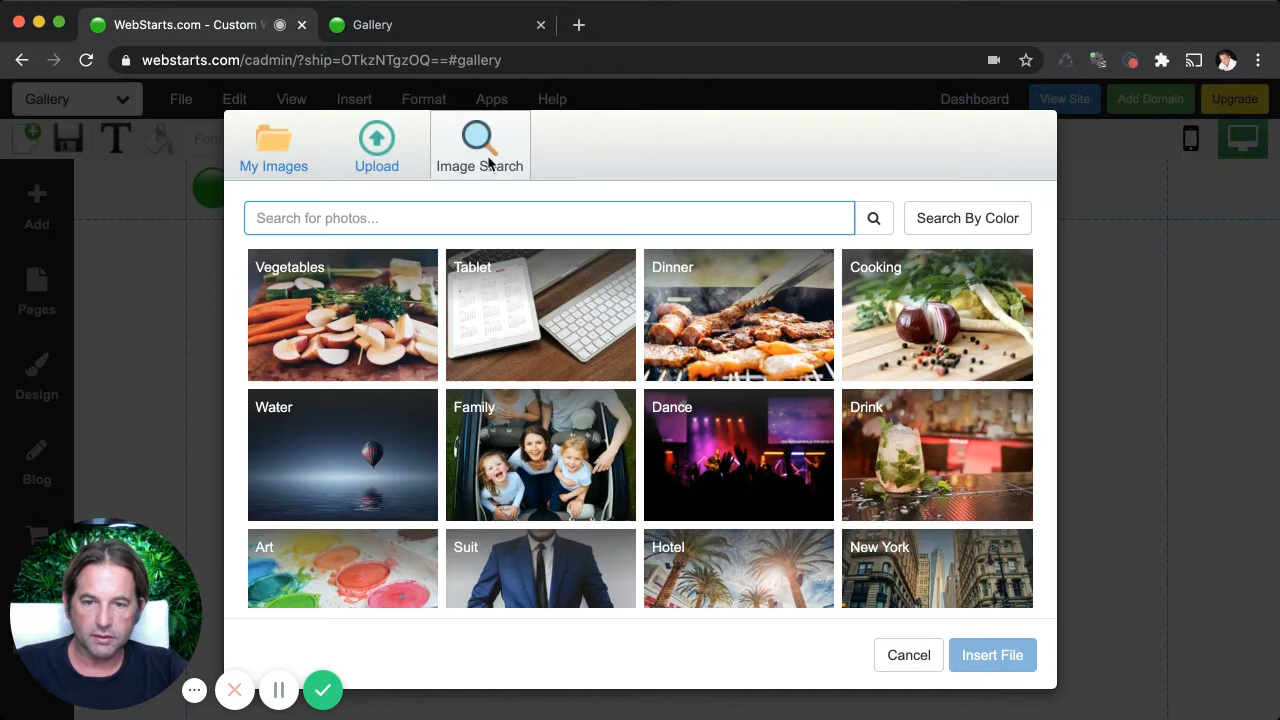 WebStarts.com - Custom
Gallery
webstarts.com/cadmin/?ship=OTkzNTgzOQ==#gallery
Gallery
File
Edit
View
Insert
Format
Apps
Help
Dashboard
View Site
Add Domain
Upgrade
My Images
Upload
Image Search
T
Font
Add
Pages
Design
Blog
Search for photos...
Search By Color
Vegetables
Tablet
Dinner
Cooking
Water
Family
Dance
Drink
Art
Suit
Hotel
New York
Cancel
Insert File